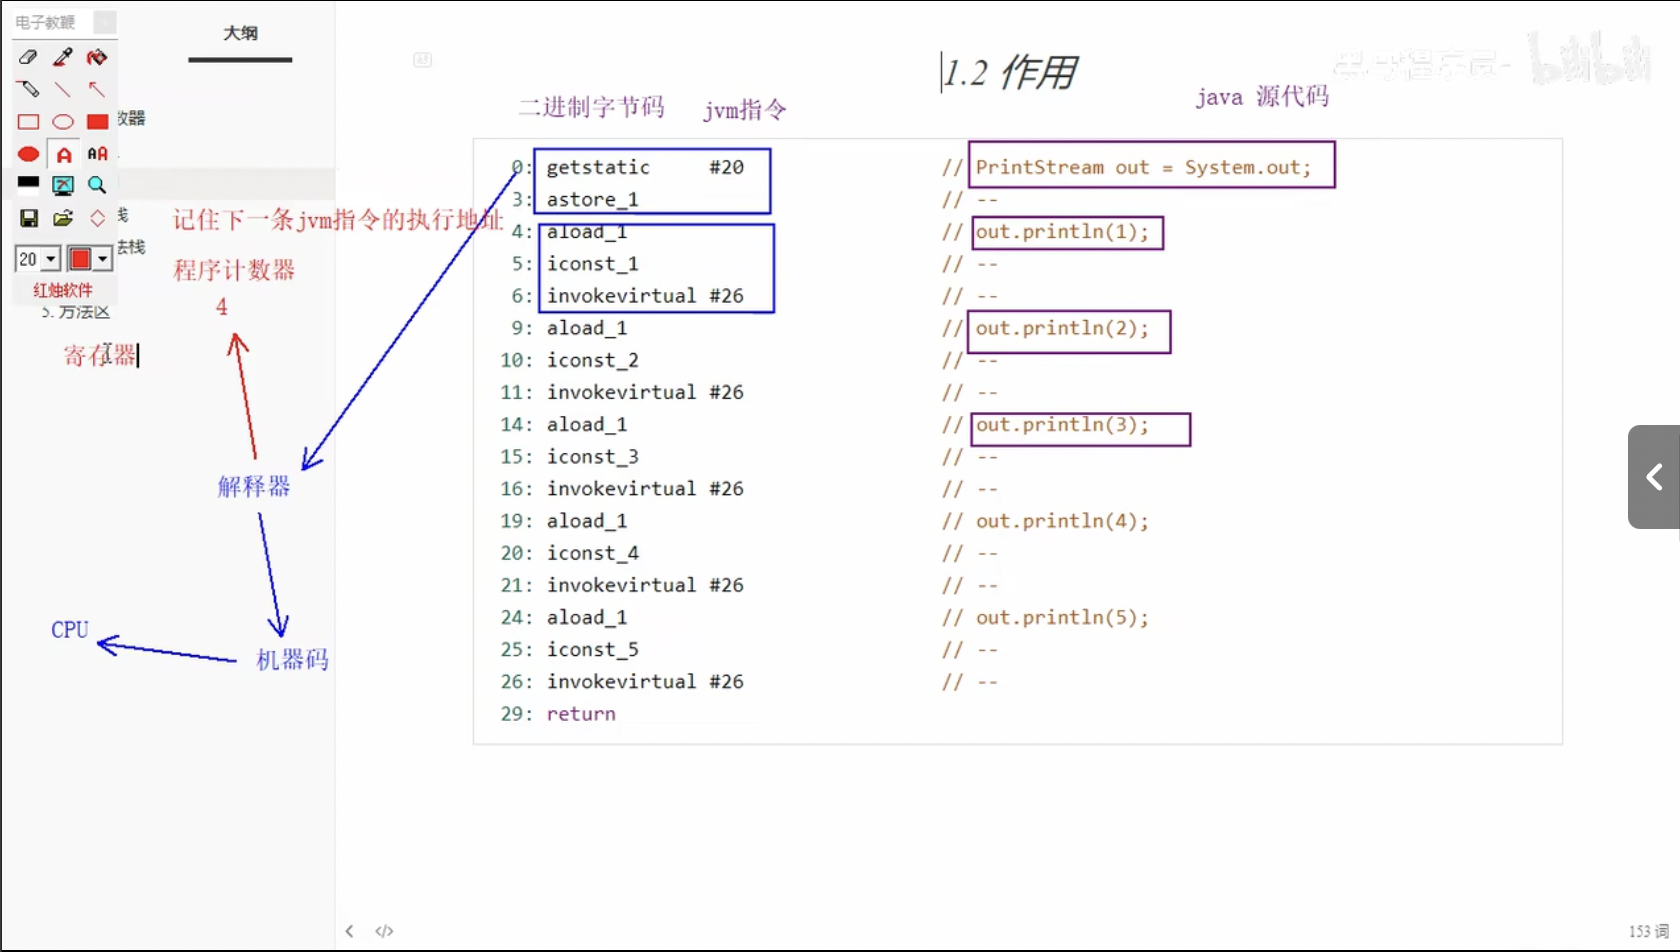 电子教鞭
大纲
1.2 作用
二进制字节码 jvm指令
java 源代码
数器
0: getstatic #20 // PrintStream out = System.out;
3: astore_1 // --
4: aload_1 // out.println(1);
5: iconst_1 // --
6: invokevirtual #26 // --
9: aload_1 // out.println(2);
10: iconst_2 // --
11: invokevirtual #26 // --
14: aload_1 // out.println(3);
15: iconst_3 // --
16: invokevirtual #26 // --
19: aload_1 // out.println(4);
20: iconst_4 // --
21: invokevirtual #26 // --
24: aload_1 // out.println(5);
25: iconst_5 // --
26: invokevirtual #26 // --
29: return
栈
记住下一条jvm指令的执行地址
法栈
20
程序计数器
红烛软件
4
5. 方法区
寄存器
解释器
CPU
机器码
bilibili
153 词